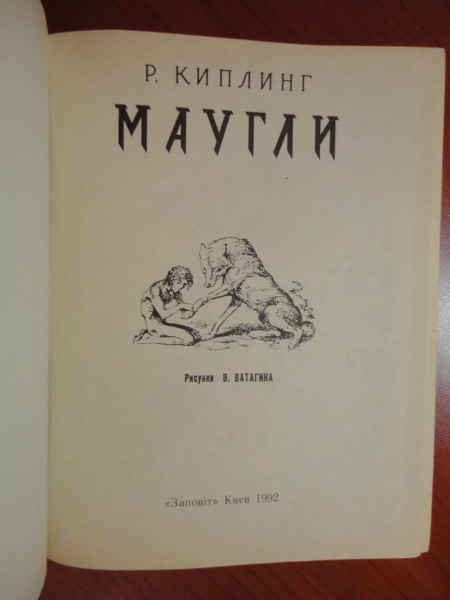 Р. КИПЛИНГ
МАУГЛИ
Рисунки В. ВАТАГИНА
«Заповіт» Киев 1992